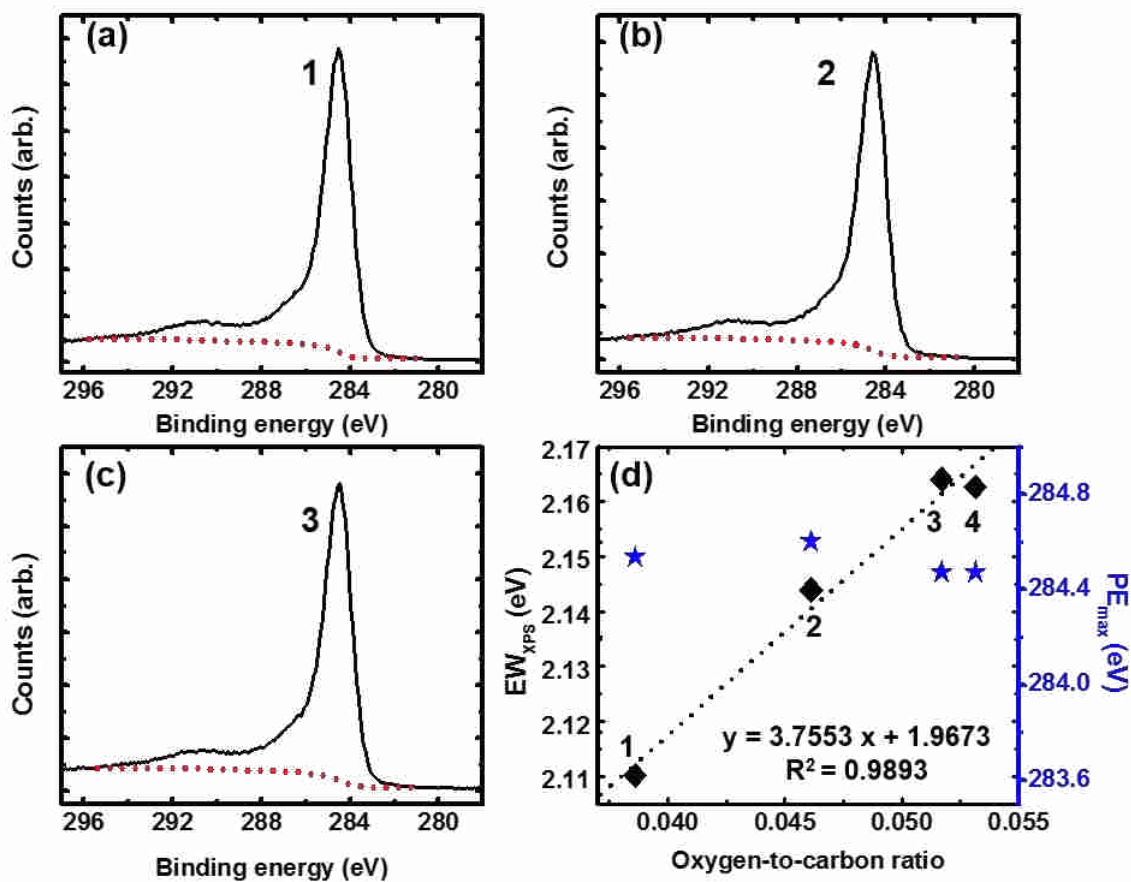 (a)
1
Counts (arb.)
296 292 288 284 280
Binding energy (eV)
(b)
2
Counts (arb.)
296 292 288 284 280
Binding energy (eV)
(c)
3
Counts (arb.)
296 292 288 284 280
Binding energy (eV)
(d)
2.17
2.16
2.15
2.14
2.13
2.12
2.11
EW_XPS (eV)
1
2
3 4
y = 3.7553 x + 1.9673
R² = 0.9893
284.8
284.4
284.0
283.6
PE_max (eV)
0.040 0.045 0.050 0.055
Oxygen-to-carbon ratio